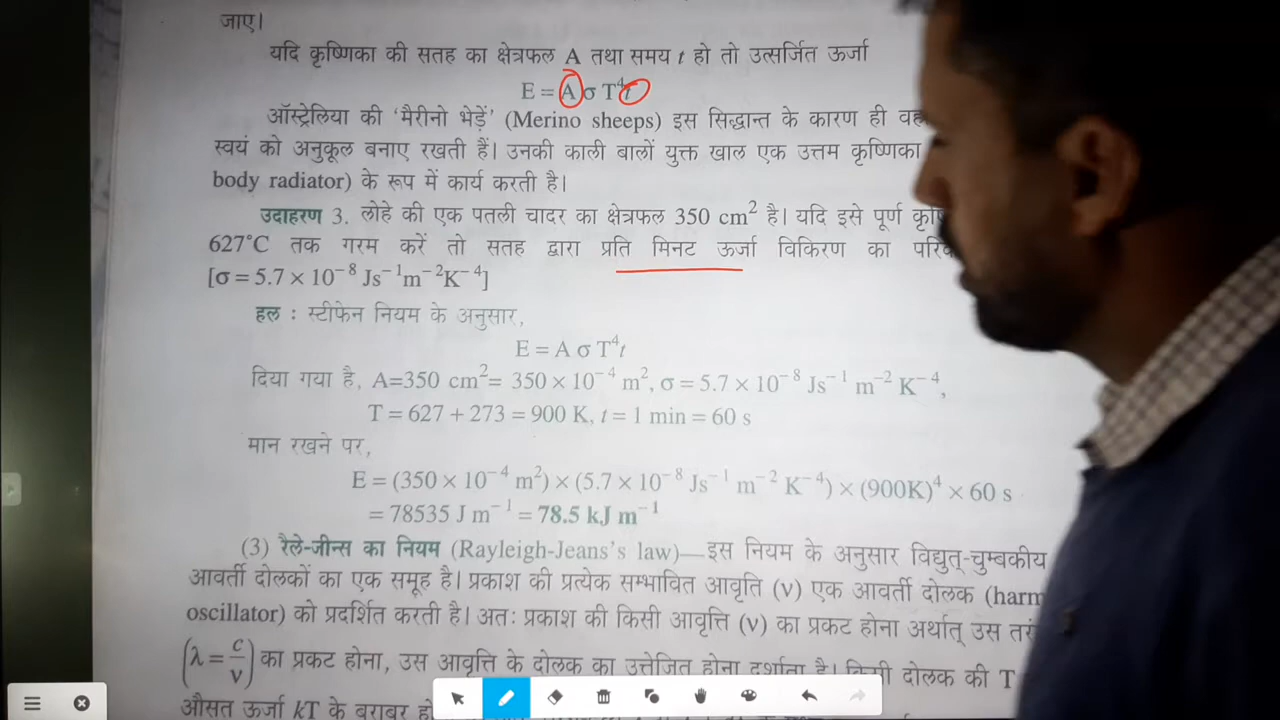 जाए।
यदि कृष्णिका की सतह का क्षेत्रफल A तथा समय t हो तो उत्सर्जित ऊर्जा
E = A σ T⁴t
ऑस्ट्रेलिया की ‘मैरीनो भेड़ें’ (Merino sheeps) इस सिद्धान्त के कारण ही
स्वयं को अनुकूल बनाए रखती हैं। उनकी काली बालों युक्त खाल एक उत्तम कृष्णिका
body radiator) के रूप में कार्य करती है।
उदाहरण 3. लोहे की एक पतली चादर का क्षेत्रफल 350 cm² है। यदि इसे पूर्ण
627°C तक गरम करें तो सतह द्वारा प्रति मिनट ऊर्जा विकिरण का
[σ = 5.7 × 10⁻⁸ Js⁻¹m⁻²K⁻⁴]
हल : स्टीफेन नियम के अनुसार,
E = A σ T⁴t
दिया गया है, A=350 cm²= 350 × 10⁻⁴ m², σ = 5.7 × 10⁻⁸ Js⁻¹ m⁻² K⁻⁴,
T = 627 + 273 = 900 K, t = 1 min = 60 s
मान रखने पर,
E = (350 × 10⁻⁴ m²) × (5.7 × 10⁻⁸ Js⁻¹ m⁻² K⁻⁴) × (900K)⁴ × 60 s
= 78535 J m⁻¹ = 78.5 kJ m⁻¹
(3) रैले-जीन्स का नियम (Rayleigh-Jeans's law)—इस नियम के अनुसार विद्युत्-चुम्बकीय
आवर्ती दोलकों का एक समूह है। प्रकाश की प्रत्येक सम्भावित आवृति (ν) एक आवर्ती दोलक
oscillator) को प्रदर्शित करती है। अतः प्रकाश की किसी आवृत्ति (ν) का प्रकट होना अर्थात् उस
(λ = c/ν) का प्रकट होना, उस आवृत्ति के दोलक का उत्तेजित होना दर्शाता है। किसी दोलक की T
औसत ऊर्जा kT के बराबर